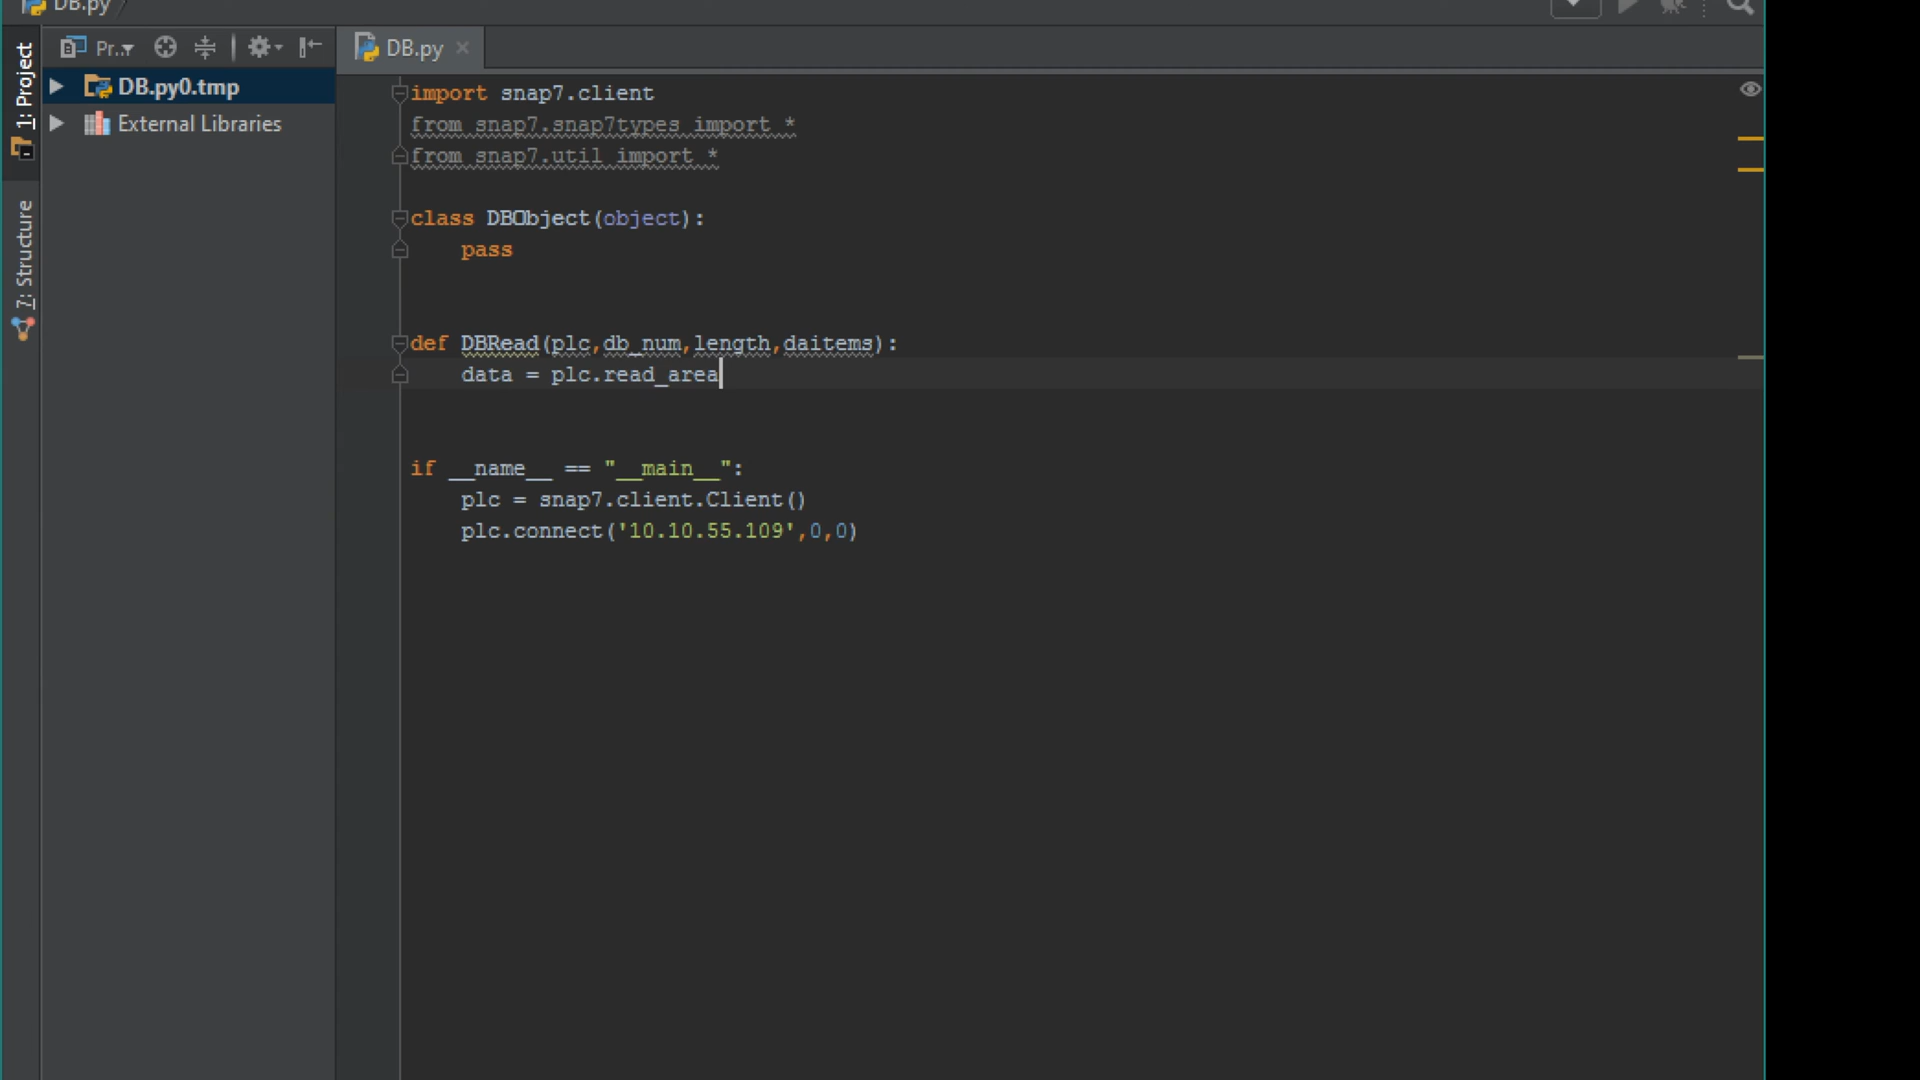 DB.py
1: Project
Pr..
DB.py
DB.py0.tmp
External Libraries
7: Structure
import snap7.client
from snap7.snap7types import *
from snap7.util import *
class DBObject(object):
    pass
def DBRead(plc,db_num,length,daitems):
    data = plc.read_area
if __name__ == "__main__":
    plc = snap7.client.Client()
    plc.connect('10.10.55.109',0,0)